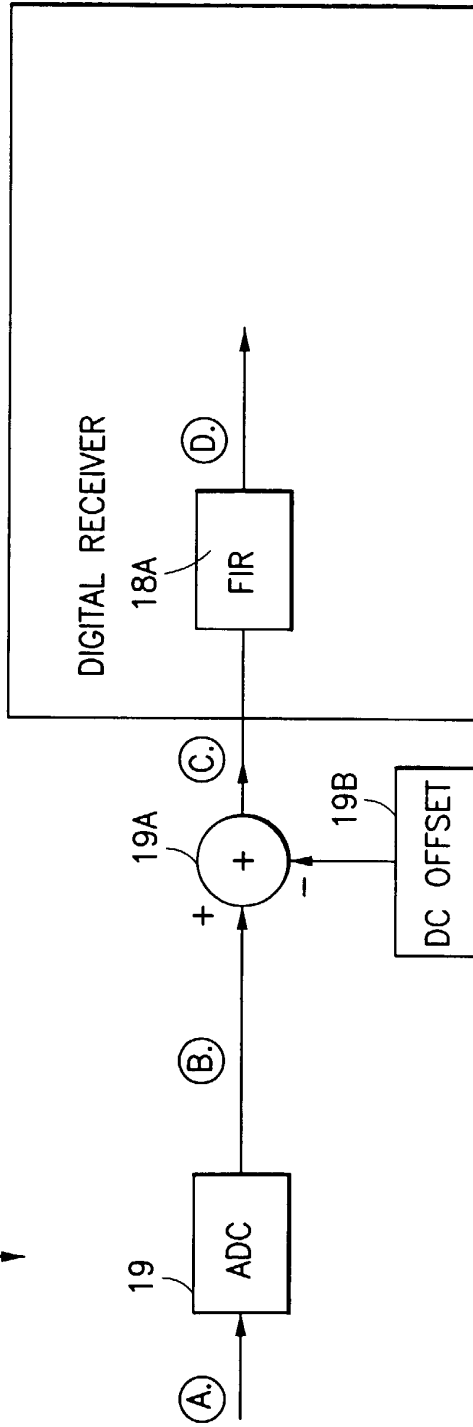 DIGITAL RECEIVER
A.
19
ADC
B.
19A
+
+
-
19B
DC OFFSET
C.
18A
FIR
D.